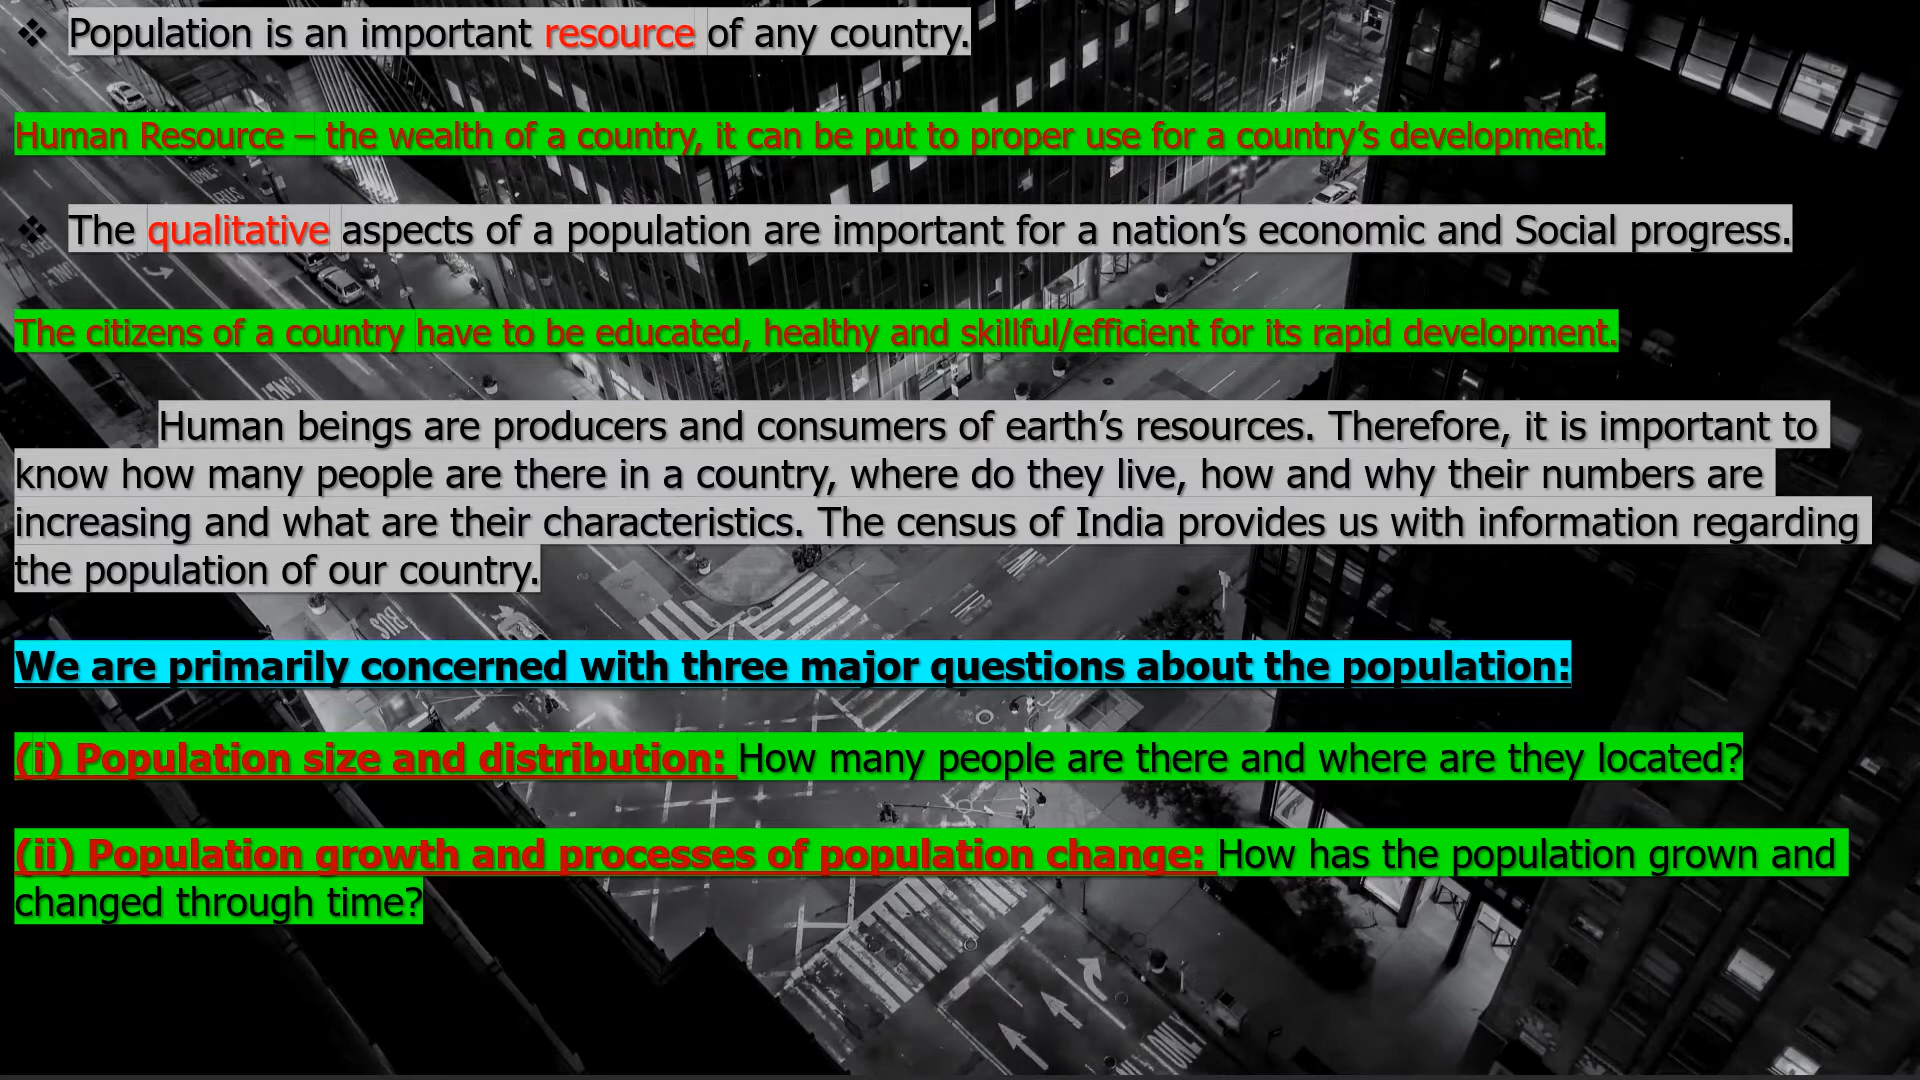 ❖ Population is an important resource of any country.
Human Resource – the wealth of a country, it can be put to proper use for a country’s development.
❖ The qualitative aspects of a population are important for a nation’s economic and Social progress.
The citizens of a country have to be educated, healthy and skillful/efficient for its rapid development.
Human beings are producers and consumers of earth’s resources. Therefore, it is important to
know how many people are there in a country, where do they live, how and why their numbers are
increasing and what are their characteristics. The census of India provides us with information regarding
the population of our country.
We are primarily concerned with three major questions about the population:
(i) Population size and distribution: How many people are there and where are they located?
(ii) Population growth and processes of population change: How has the population grown and
changed through time?